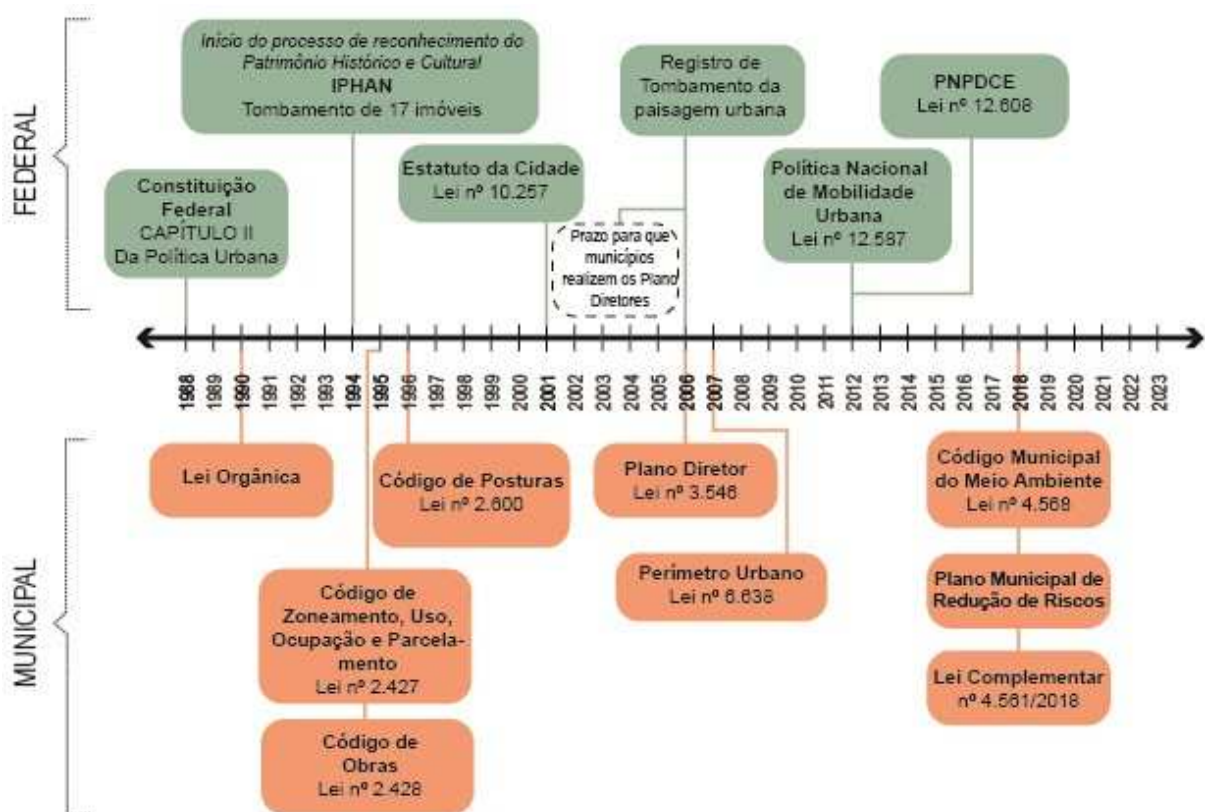 FEDERAL
Início do processo de reconhecimento do
Patrimônio Histórico e Cultural
IPHAN
Tombamento de 17 imóveis
Registro de
Tombamento da
paisagem urbana
PNPDCE
Lei nº 12.608
Constituição
Federal
CAPÍTULO II
Da Política Urbana
Estatuto da Cidade
Lei nº 10.257
Prazo para que
municípios
realizem os Plano
Diretores
Política Nacional
de Mobilidade
Urbana
Lei nº 12.587
1988
1989
1990
1991
1992
1993
1994
1995
1996
1997
1998
1999
2000
2001
2002
2003
2004
2005
2006
2007
2008
2009
2010
2011
2012
2013
2014
2015
2016
2017
2018
2019
2020
2021
2022
2023
MUNICIPAL
Lei Orgânica
Código de Posturas
Lei nº 2.600
Plano Diretor
Lei nº 3.546
Código Municipal
do Meio Ambiente
Lei nº 4.568
Código de
Zoneamento, Uso,
Ocupação e Parcela-
mento
Lei nº 2.427
Perímetro Urbano
Lei nº 6.638
Plano Municipal de
Redução de Riscos
Código de
Obras
Lei nº 2.428
Lei Complementar
nº 4.561/2018